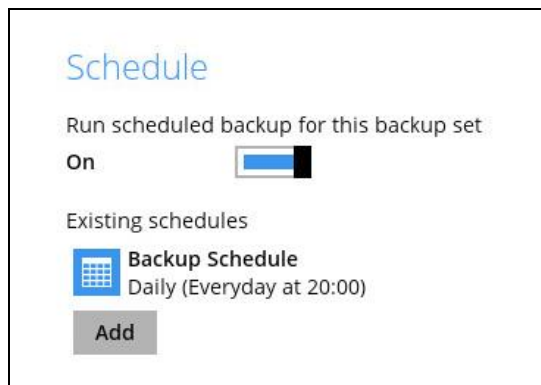 Schedule
Run scheduled backup for this backup set
On
Existing schedules
Backup Schedule
Daily (Everyday at 20:00)
Add